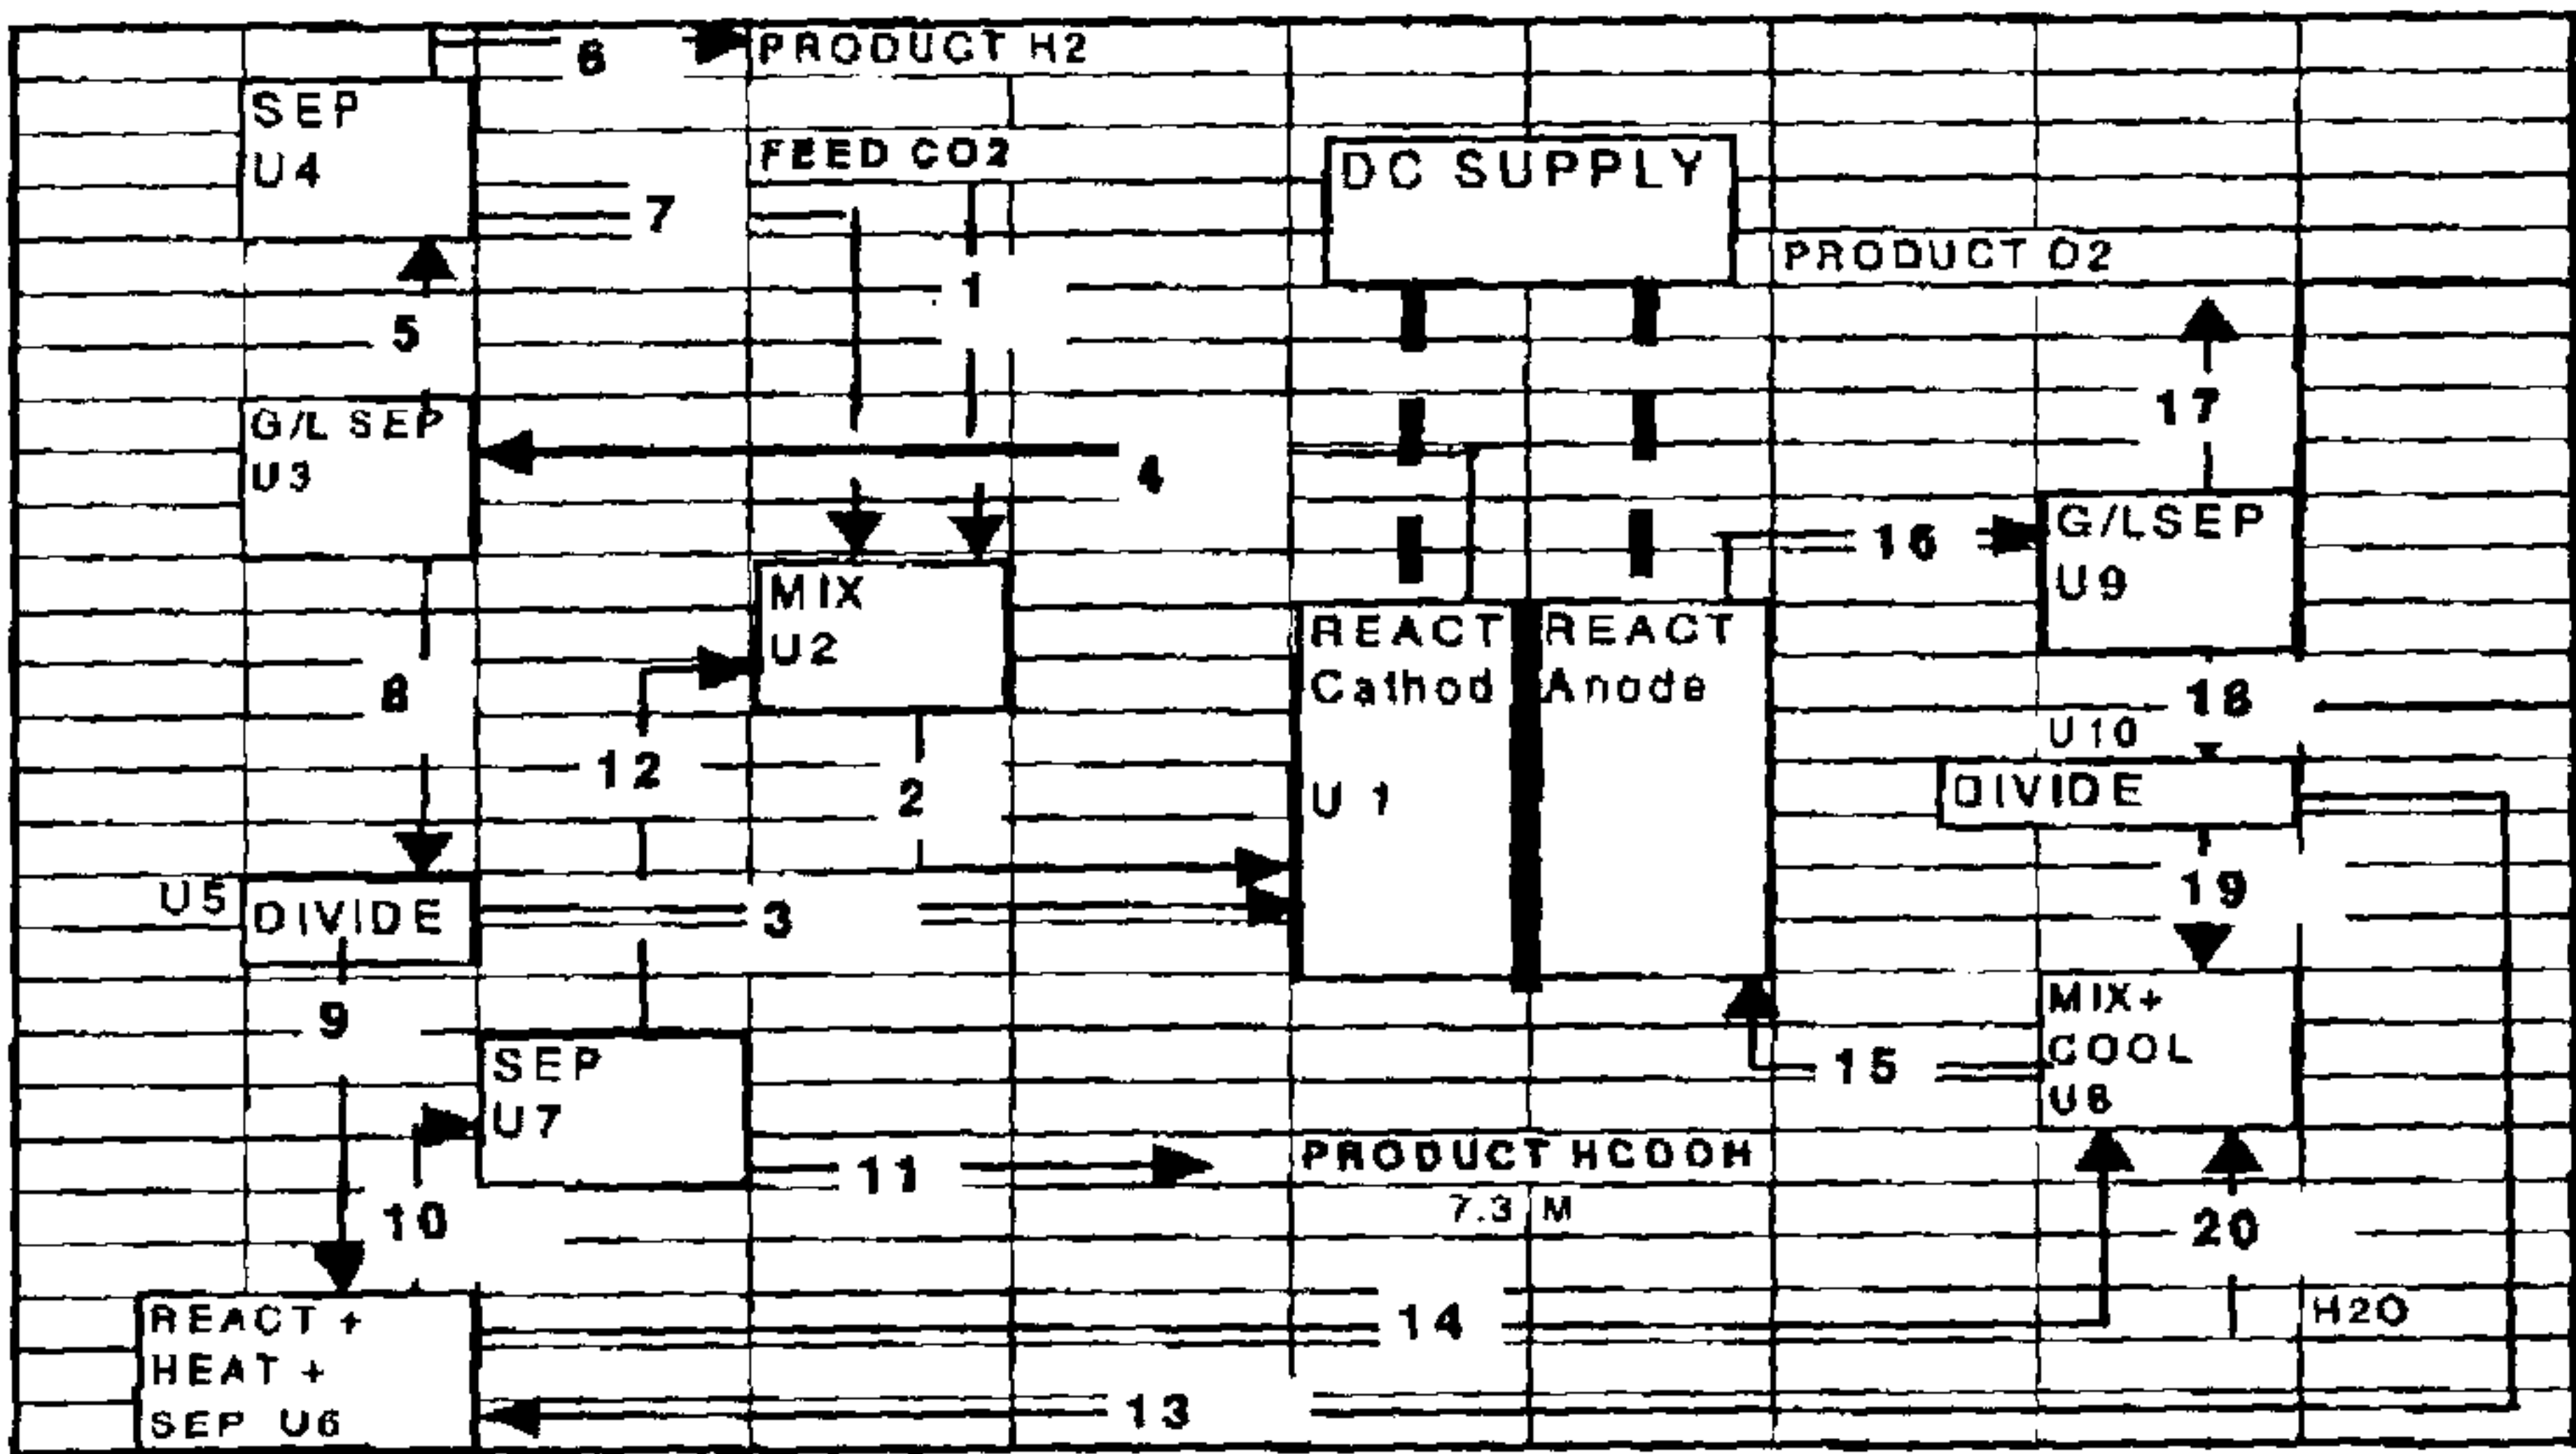 6
PRODUCT H2
SEP
U4
FEED CO2
DC SUPPLY
7
PRODUCT O2
1
5
17
G/L SEP
U3
4
G/LSEP
U9
16
MIX
U2
REACT
Cathod
U1
REACT
Anode
8
18
U10
12
2
DIVIDE
U5
DIVIDE
3
19
9
MIX+
COOL
U8
SEP
U7
15
11
PRODUCT HCOOH
7.3 M
10
20
REACT +
HEAT +
SEP U6
14
H2O
13